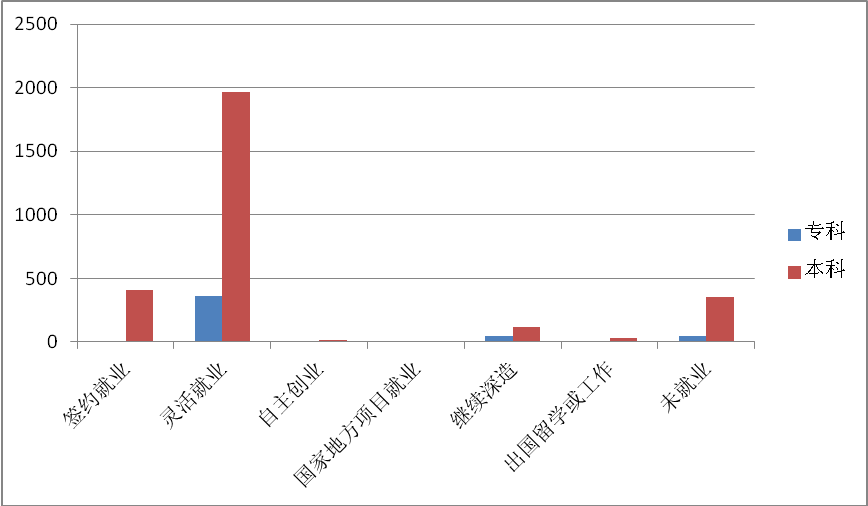 2500
2000
1500
1000
500
0
签约就业
灵活就业
自主创业
国家地方项目就业
继续深造
出国留学或工作
未就业
专科
本科